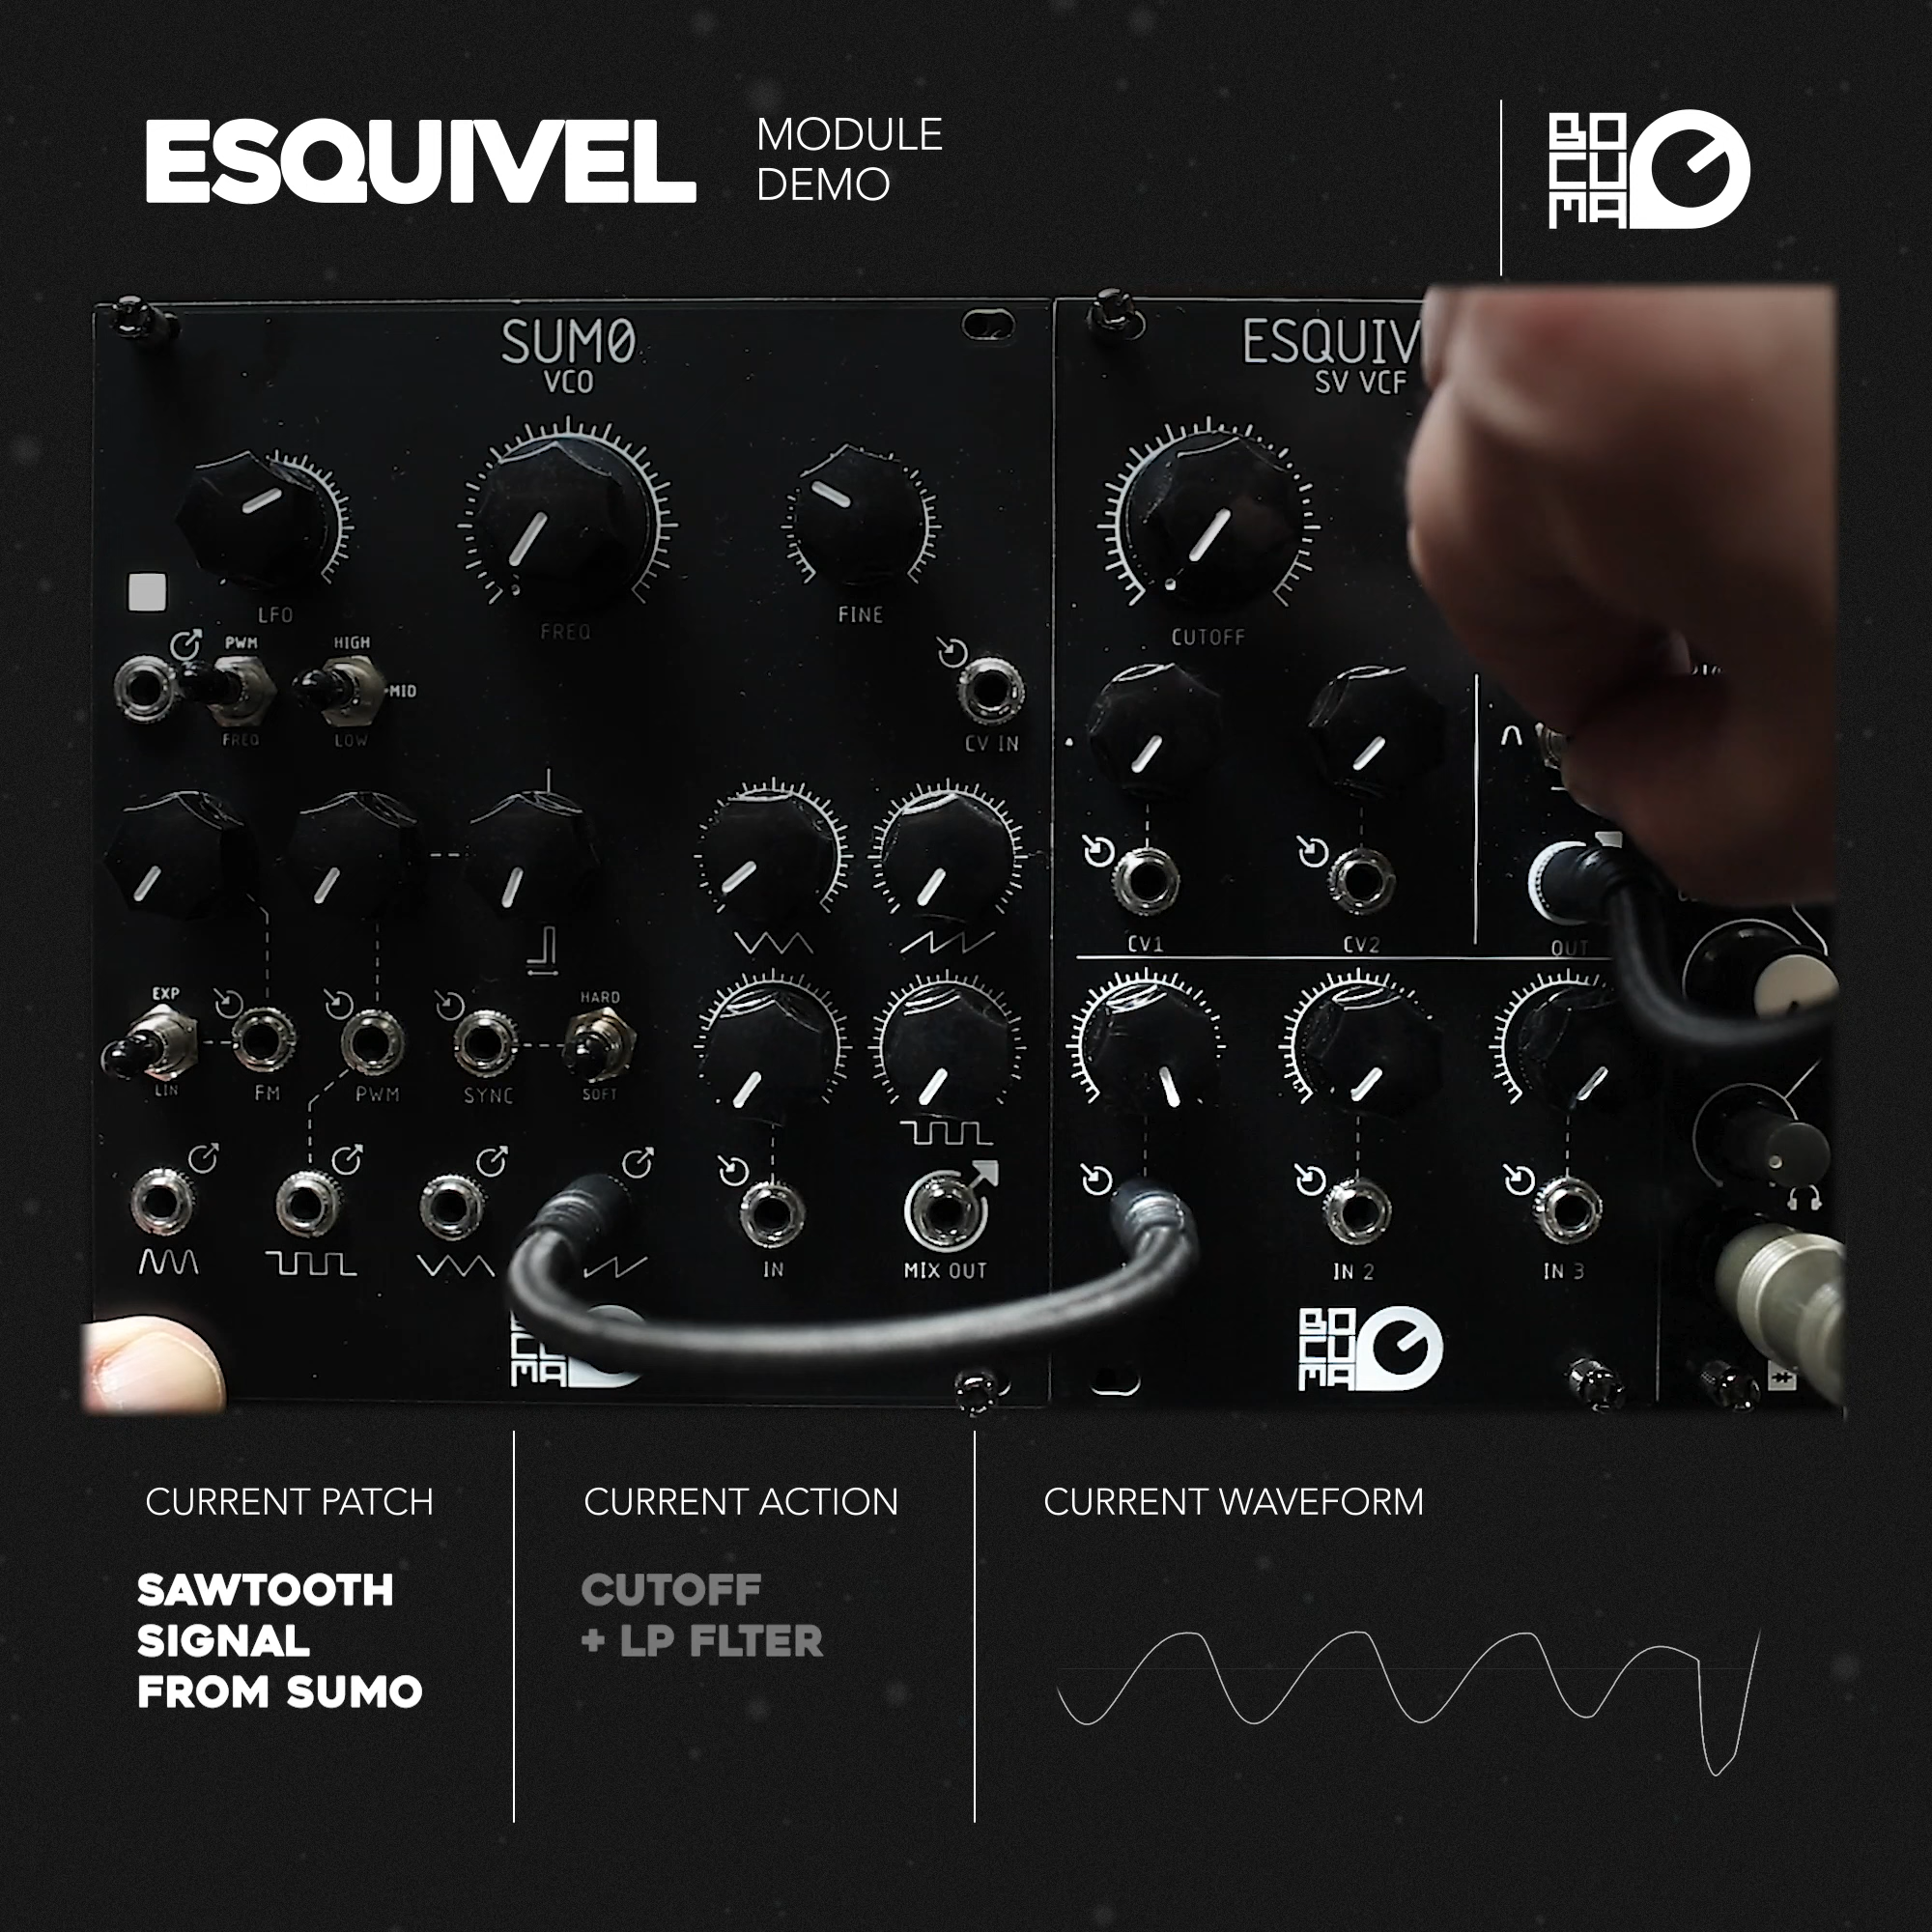 ESQUIVEL
MODULE
DEMO
BO
CU
MA
SUM0
VCO
ESQUIV
SV VCF
LFO
FREQ
FINE
CUTOFF
PWM
HIGH
MID
FREQ
LOW
CV IN
CV1
CV2
OUT
EXP
HARD
LIN
FM
PWM
SYNC
SOFT
IN
MIX OUT
IN 2
IN 3
MA
BO
CU
MA
CURRENT PATCH
SAWTOOTH
SIGNAL
FROM SUMO
CURRENT ACTION
CUTOFF
+ LP FLTER
CURRENT WAVEFORM